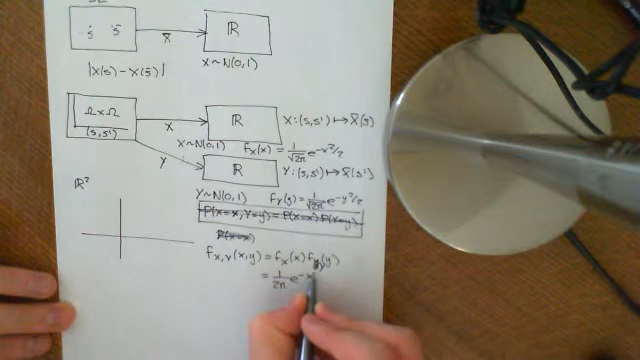 Ω
s̄ s̃ X̃ ℝ
X~N(0,1)
|X̃(s̄) - X̃(s̃)|
Ω×Ω
(s,s')
X ℝ X:(s,s') ↦ X̃(s)
X~N(0,1) f_X(x) = 1/√2π e^{-x²/2}
Y ℝ Y:(s,s') ↦ X̃(s')
ℝ² Y~N(0,1) f_Y(y) = 1/√2π e^{-y²/2}
P(X=x, Y=y) = P(X=x) P(Y=y)
P(X=x)
f_{X,Y}(x,y) = f_X(x) f_Y(y)
= 1/2π e^{-x